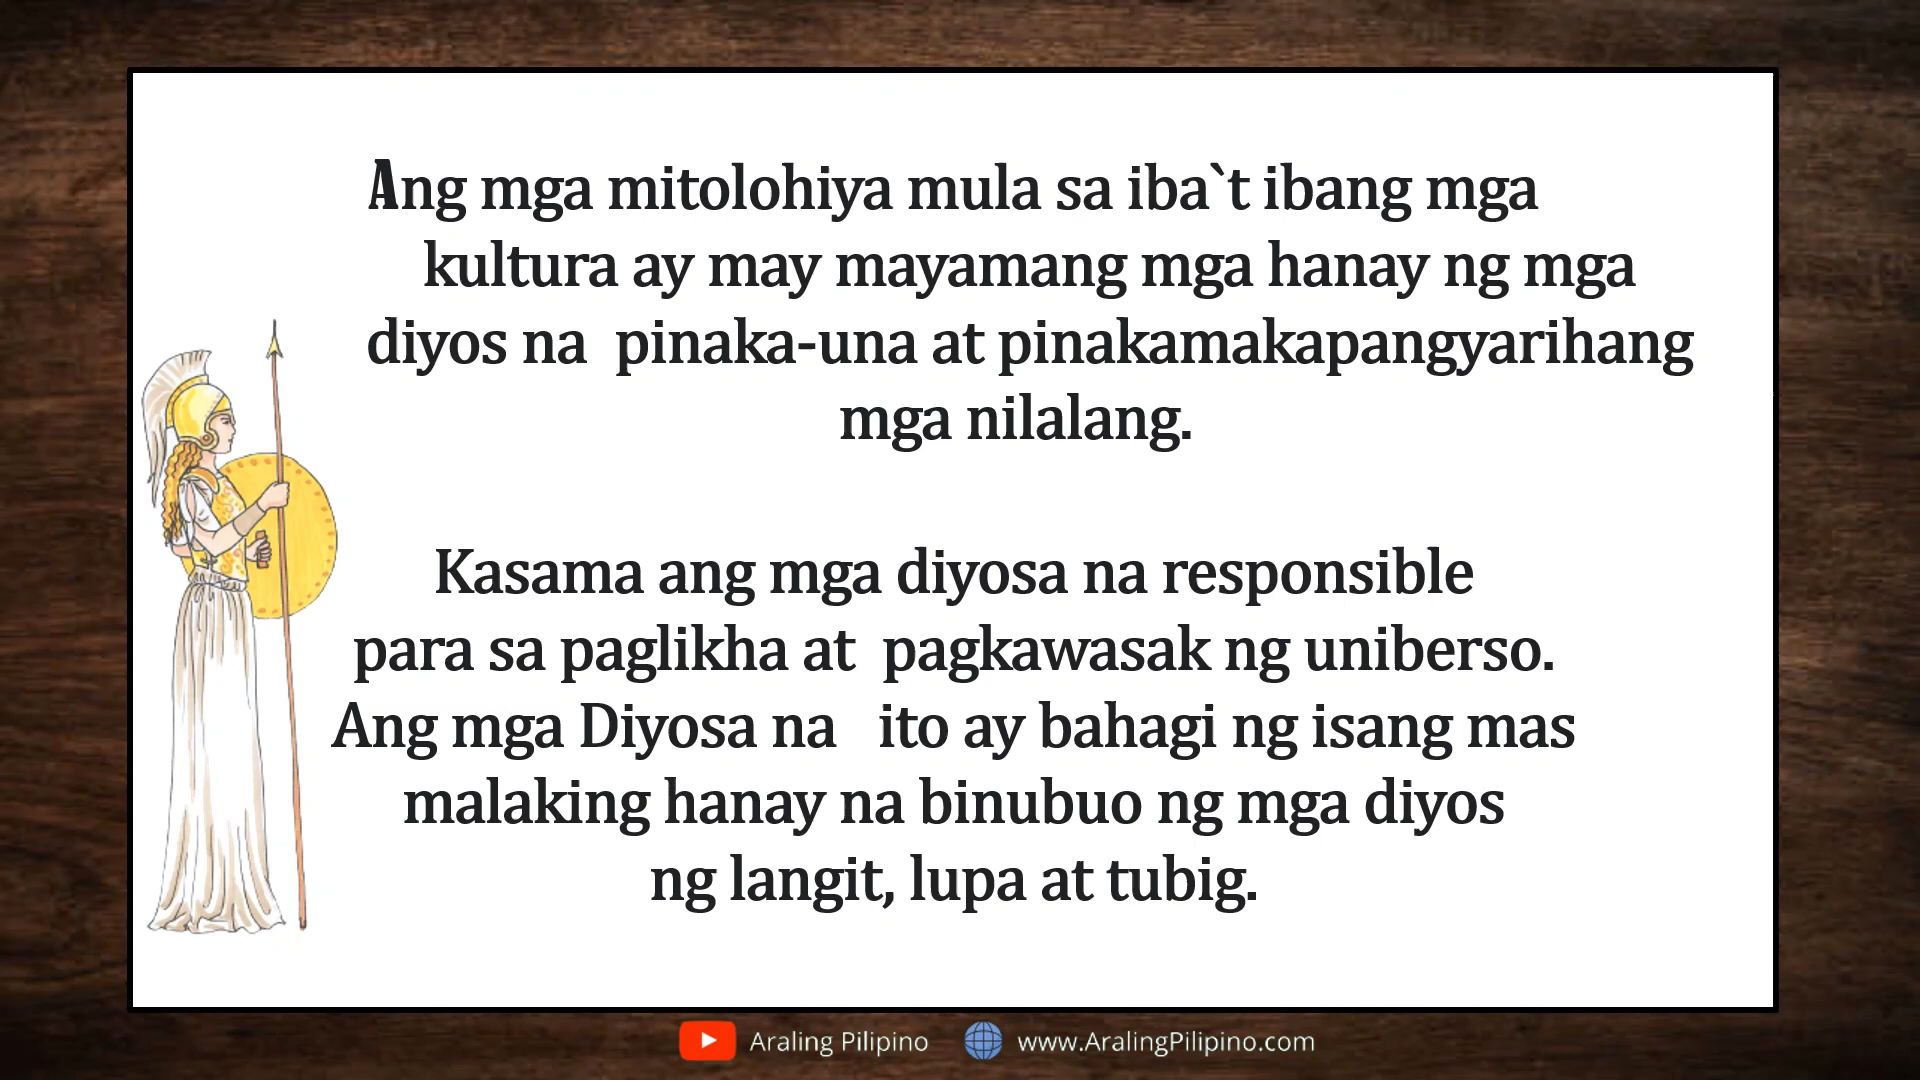 Ang mga mitolohiya mula sa iba`t ibang mga
kultura ay may mayamang mga hanay ng mga
diyos na pinaka-una at pinakamakapangyarihang
mga nilalang.
Kasama ang mga diyosa na responsible
para sa paglikha at pagkawasak ng uniberso.
Ang mga Diyosa na ito ay bahagi ng isang mas
malaking hanay na binubuo ng mga diyos
ng langit, lupa at tubig.
Araling Pilipino www.AralingPilipino.com